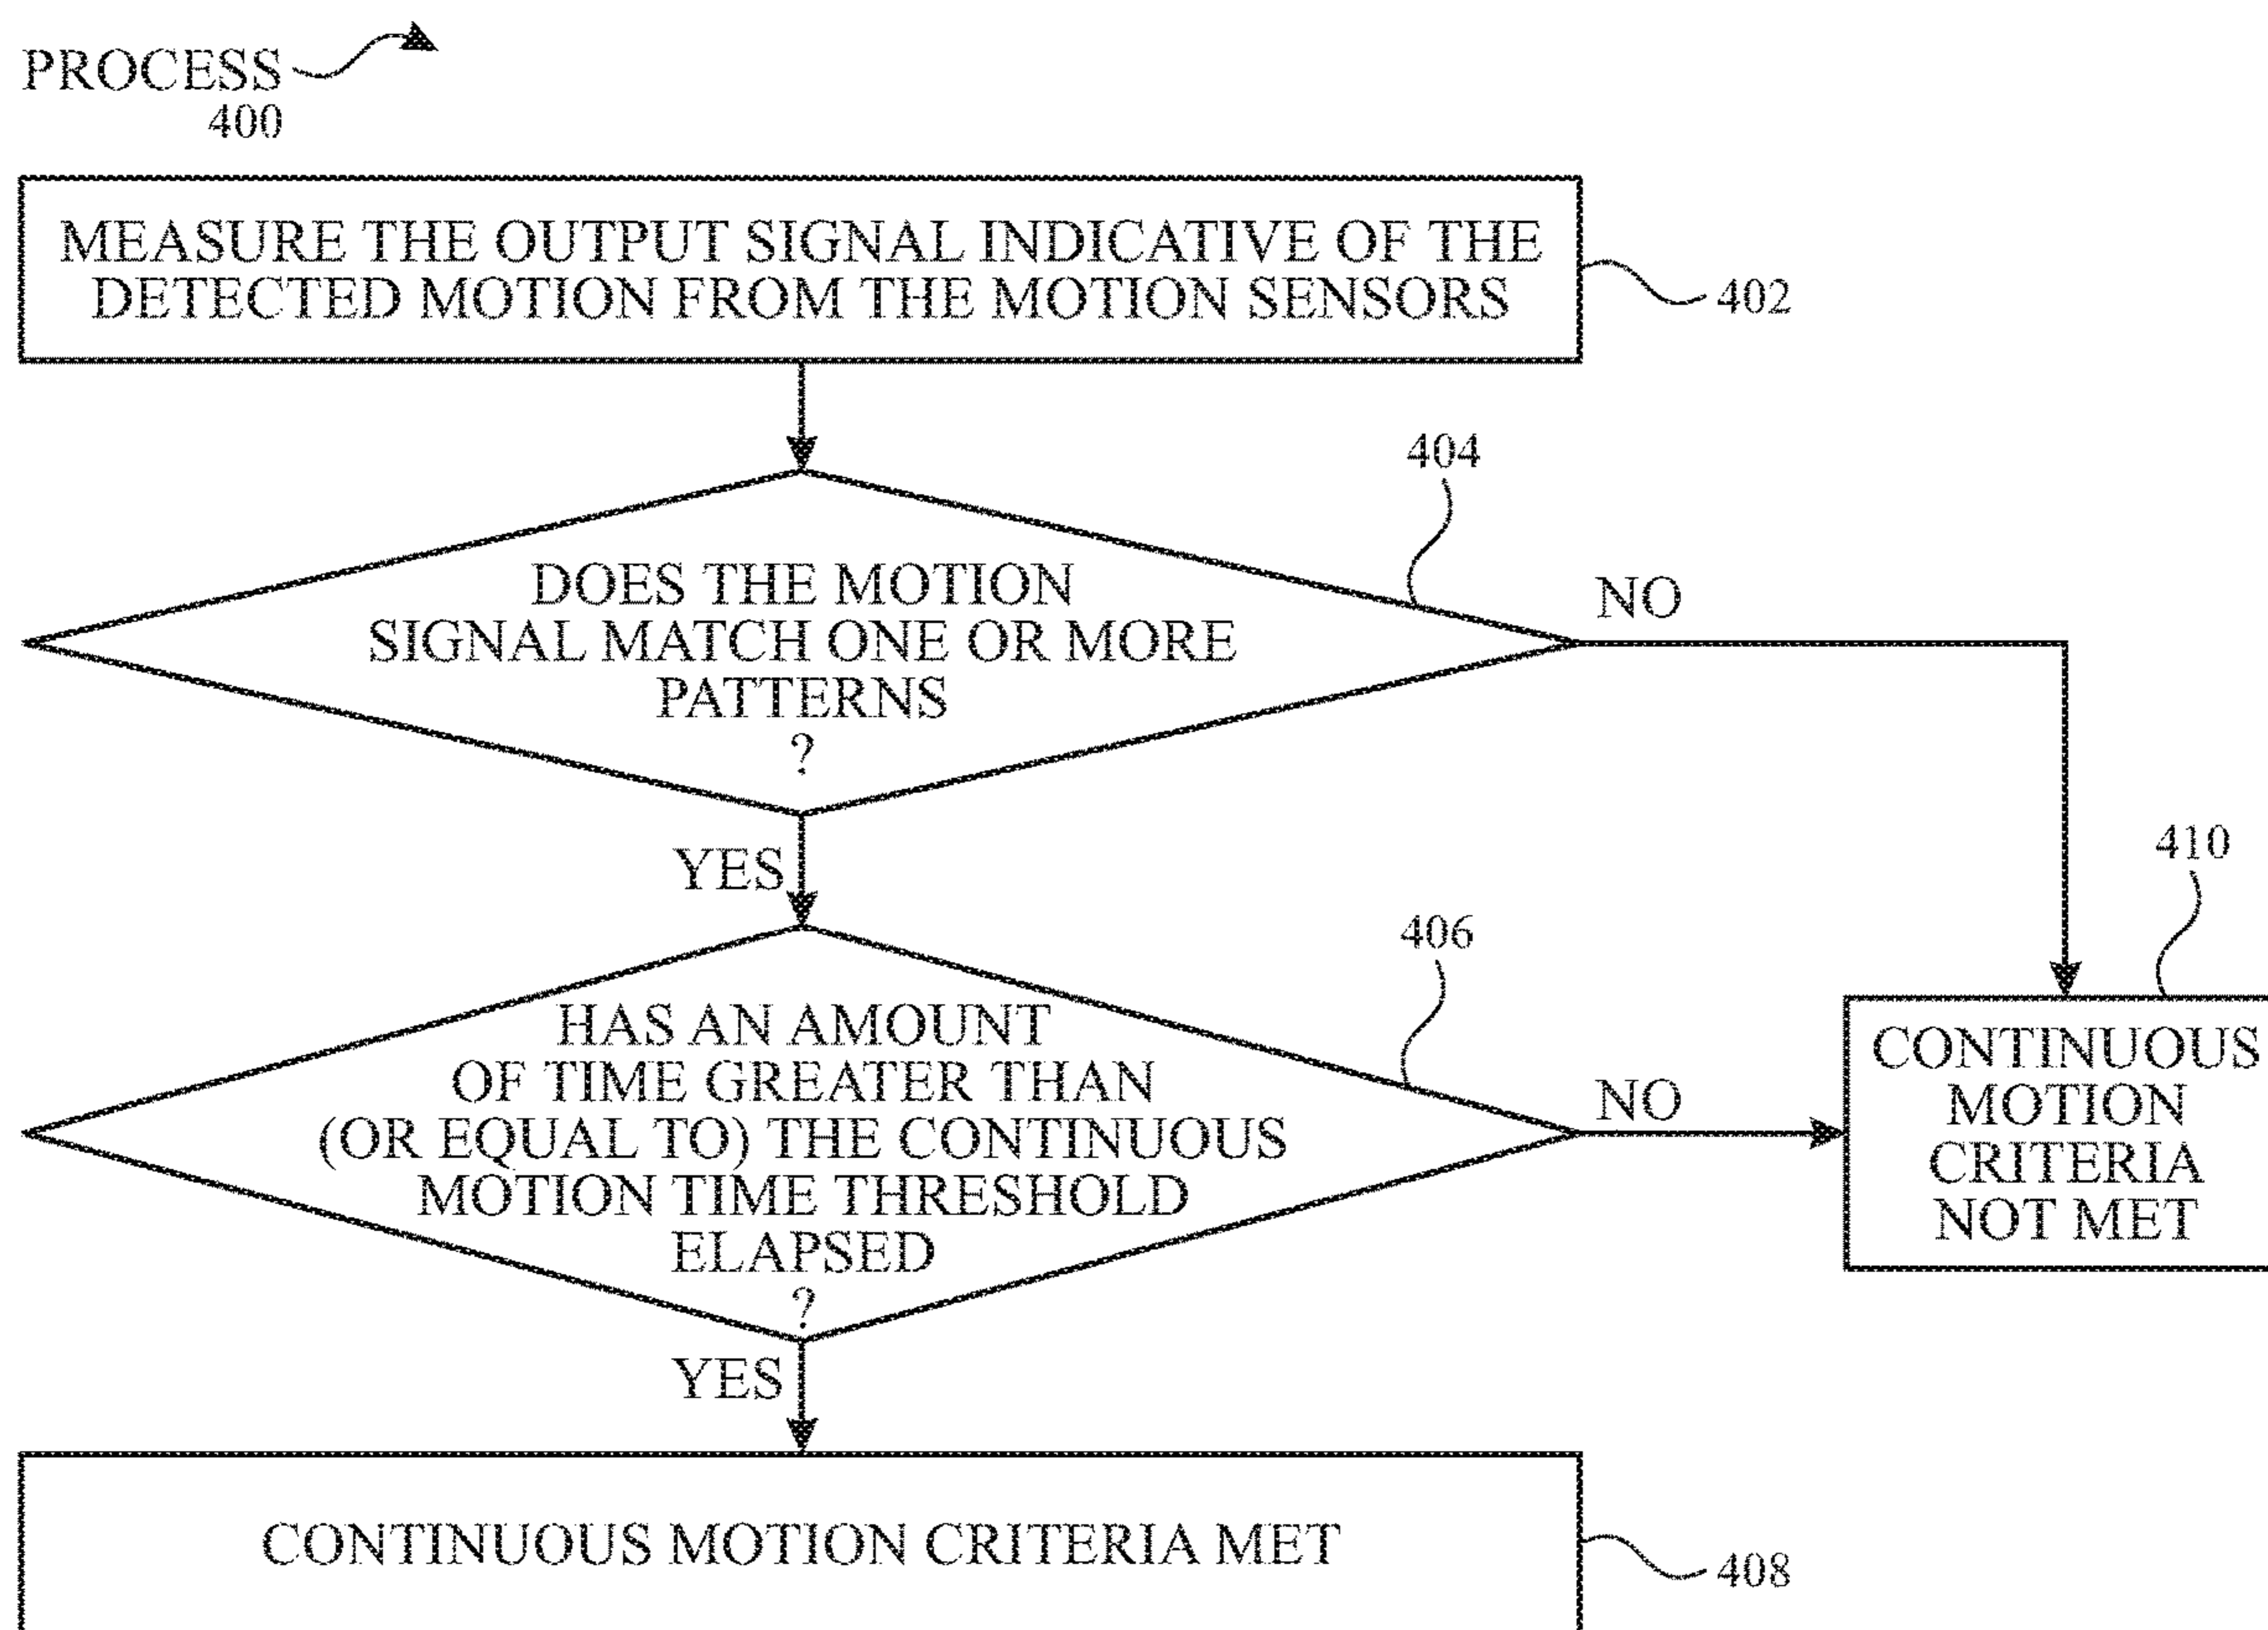 PROCESS
400
MEASURE THE OUTPUT SIGNAL INDICATIVE OF THE
DETECTED MOTION FROM THE MOTION SENSORS
402
404
DOES THE MOTION
SIGNAL MATCH ONE OR MORE
PATTERNS
?
NO
YES
410
406
HAS AN AMOUNT
OF TIME GREATER THAN
(OR EQUAL TO) THE CONTINUOUS
MOTION TIME THRESHOLD
ELAPSED
?
NO
CONTINUOUS
MOTION
CRITERIA
NOT MET
YES
CONTINUOUS MOTION CRITERIA MET
408